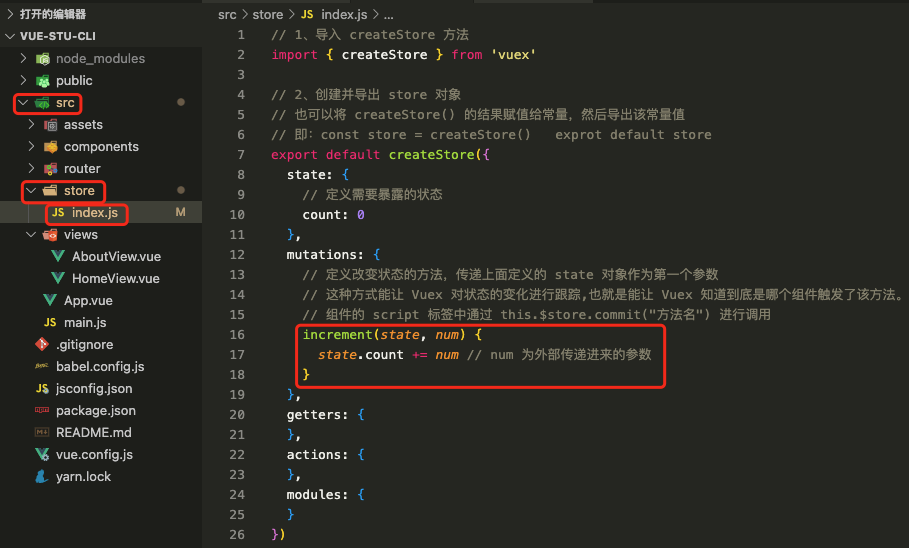 打开的编辑器
VUE-STU-CLI
node_modules
public
src
assets
components
router
store
JS index.js M
views
AboutView.vue
HomeView.vue
App.vue
JS main.js
.gitignore
babel.config.js
JS jsconfig.json
package.json
README.md
vue.config.js
yarn.lock
src > store > JS index.js > ...
1 // 1、导入 createStore 方法
2 import { createStore } from 'vuex'
3
4 // 2、创建并导出 store 对象
5 // 也可以将 createStore() 的结果赋值给常量，然后导出该常量值
6 // 即：const store = createStore()   exprot default store
7 export default createStore({
8   state: {
9     // 定义需要暴露的状态
10     count: 0
11   },
12   mutations: {
13     // 定义改变状态的方法，传递上面定义的 state 对象作为第一个参数
14     // 这种方式能让 Vuex 对状态的变化进行跟踪,也就是能让 Vuex 知道到底是哪个组件触发了该方法。
15     // 组件的 script 标签中通过 this.$store.commit("方法名") 进行调用
16     increment(state, num) {
17       state.count += num // num 为外部传递进来的参数
18     }
19   },
20   getters: {
21   },
22   actions: {
23   },
24   modules: {
25   }
26 })